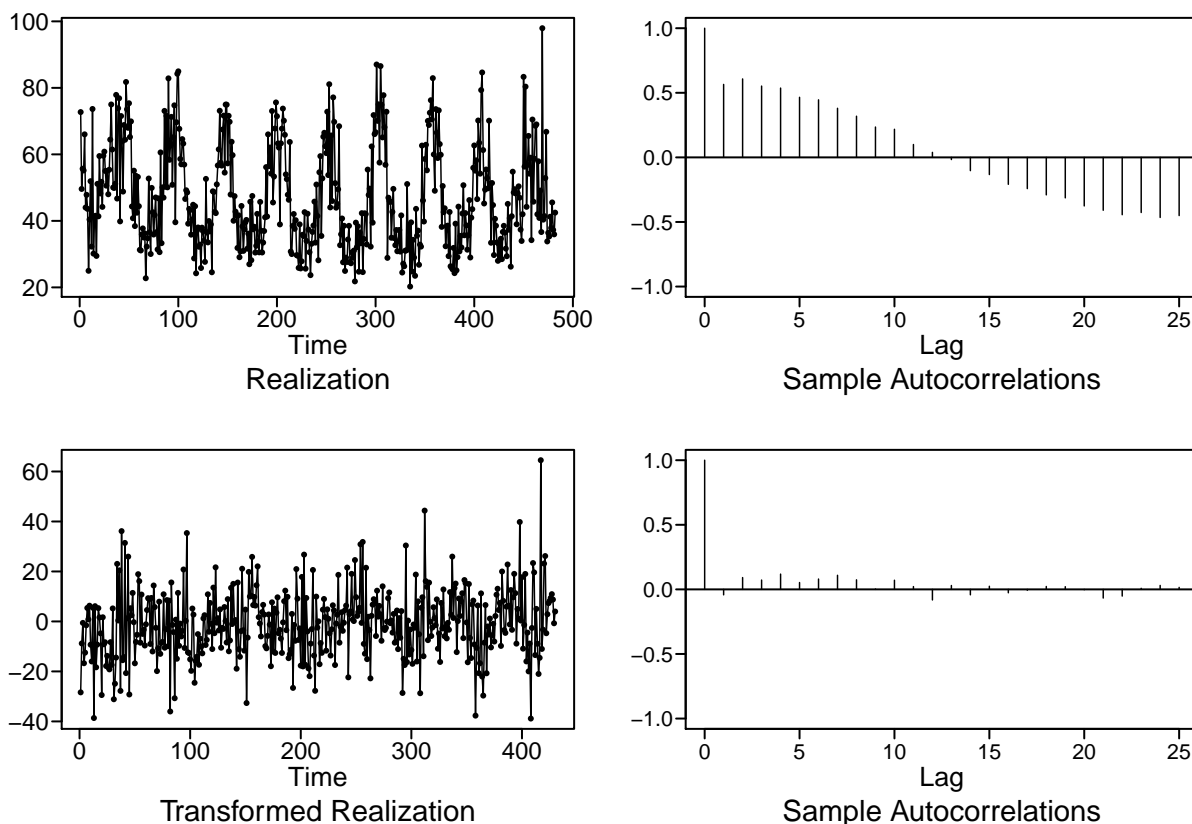 100
80
60
40
20
0 100 200 300 400 500
Time
Realization
1.0
0.5
0.0
−0.5
−1.0
0 5 10 15 20 25
Lag
Sample Autocorrelations
60
40
20
0
−20
−40
0 100 200 300 400
Time
Transformed Realization
1.0
0.5
0.0
−0.5
−1.0
0 5 10 15 20 25
Lag
Sample Autocorrelations